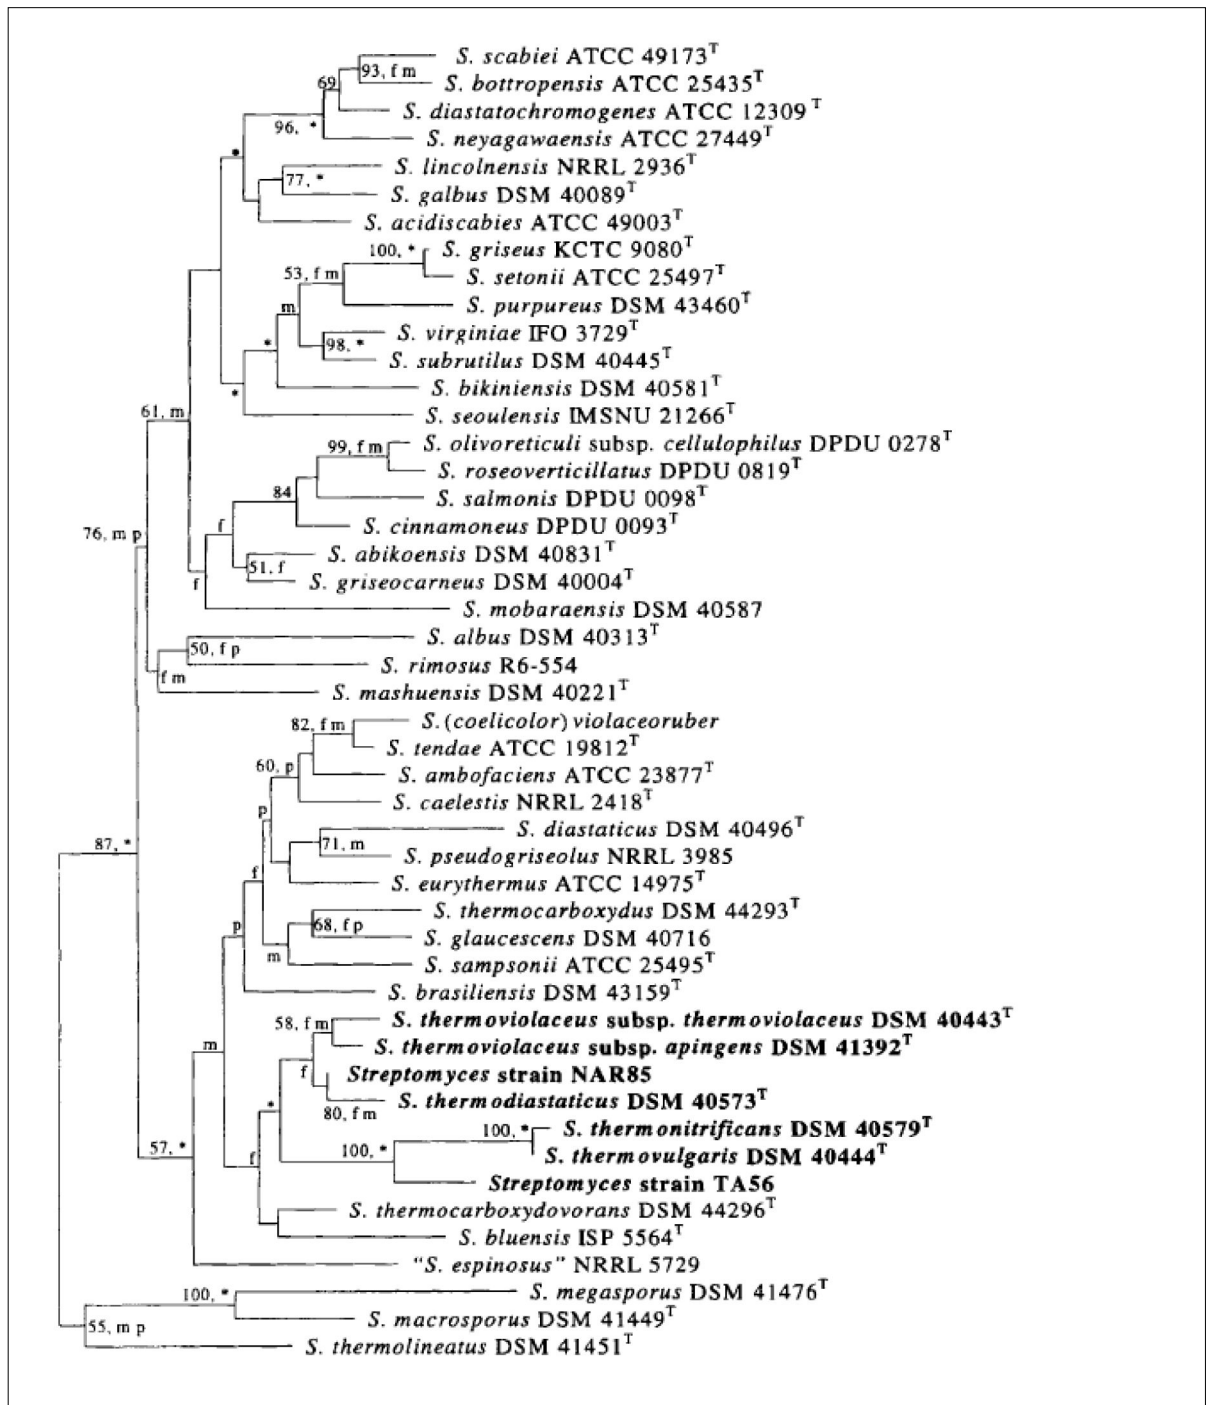 S. scabiei ATCC 49173T
93, f m
S. bottropensis ATCC 25435T
69
S. diastatochromogenes ATCC 12309 T
96, *
S. neyagawaensis ATCC 27449T
*
S. lincolnensis NRRL 2936T
77, *
S. galbus DSM 40089T
S. acidiscabies ATCC 49003T
100, *
S. griseus KCTC 9080T
53, f m
S. setonii ATCC 25497T
S. purpureus DSM 43460T
m
S. virginiae IFO 3729T
98, *
*
S. subrutilus DSM 40445T
S. bikiniensis DSM 40581T
*
61, m
S. seoulensis IMSNU 21266T
99, f m
S. olivoreticuli subsp. cellulophilus DPDU 0278T
S. roseoverticillatus DPDU 0819T
84
S. salmonis DPDU 0098T
76, m p
f
S. cinnamoneus DPDU 0093T
S. abikoensis DSM 40831T
51, f
f
S. griseocarneus DSM 40004T
S. mobaraensis DSM 40587
S. albus DSM 40313T
50, f p
S. rimosus R6-554
f m
S. mashuensis DSM 40221T
82, f m
S. (coelicolor) violaceoruber
S. tendae ATCC 19812T
60, p
S. ambofaciens ATCC 23877T
S. caelestis NRRL 2418T
p
S. diastaticus DSM 40496T
87, *
71, m
S. pseudogriseolus NRRL 3985
f
S. eurythermus ATCC 14975T
S. thermocarboxydus DSM 44293T
p
68, f p
S. glaucescens DSM 40716
m
S. sampsonii ATCC 25495T
S. brasiliensis DSM 43159T
58, f m
S. thermoviolaceus subsp. thermoviolaceus DSM 40443T
m
S. thermoviolaceus subsp. apingens DSM 41392T
f
Streptomyces strain NAR85
*
S. thermodiastaticus DSM 40573T
80, f m
100, *
S. thermonitrificans DSM 40579T
57, *
100, *
S. thermovulgaris DSM 40444T
f
Streptomyces strain TA56
S. thermocarboxydovorans DSM 44296T
S. bluensis ISP 5564T
"S. espinosus" NRRL 5729
100, *
S. megasporus DSM 41476T
55, m p
S. macrosporus DSM 41449T
S. thermolineatus DSM 41451T